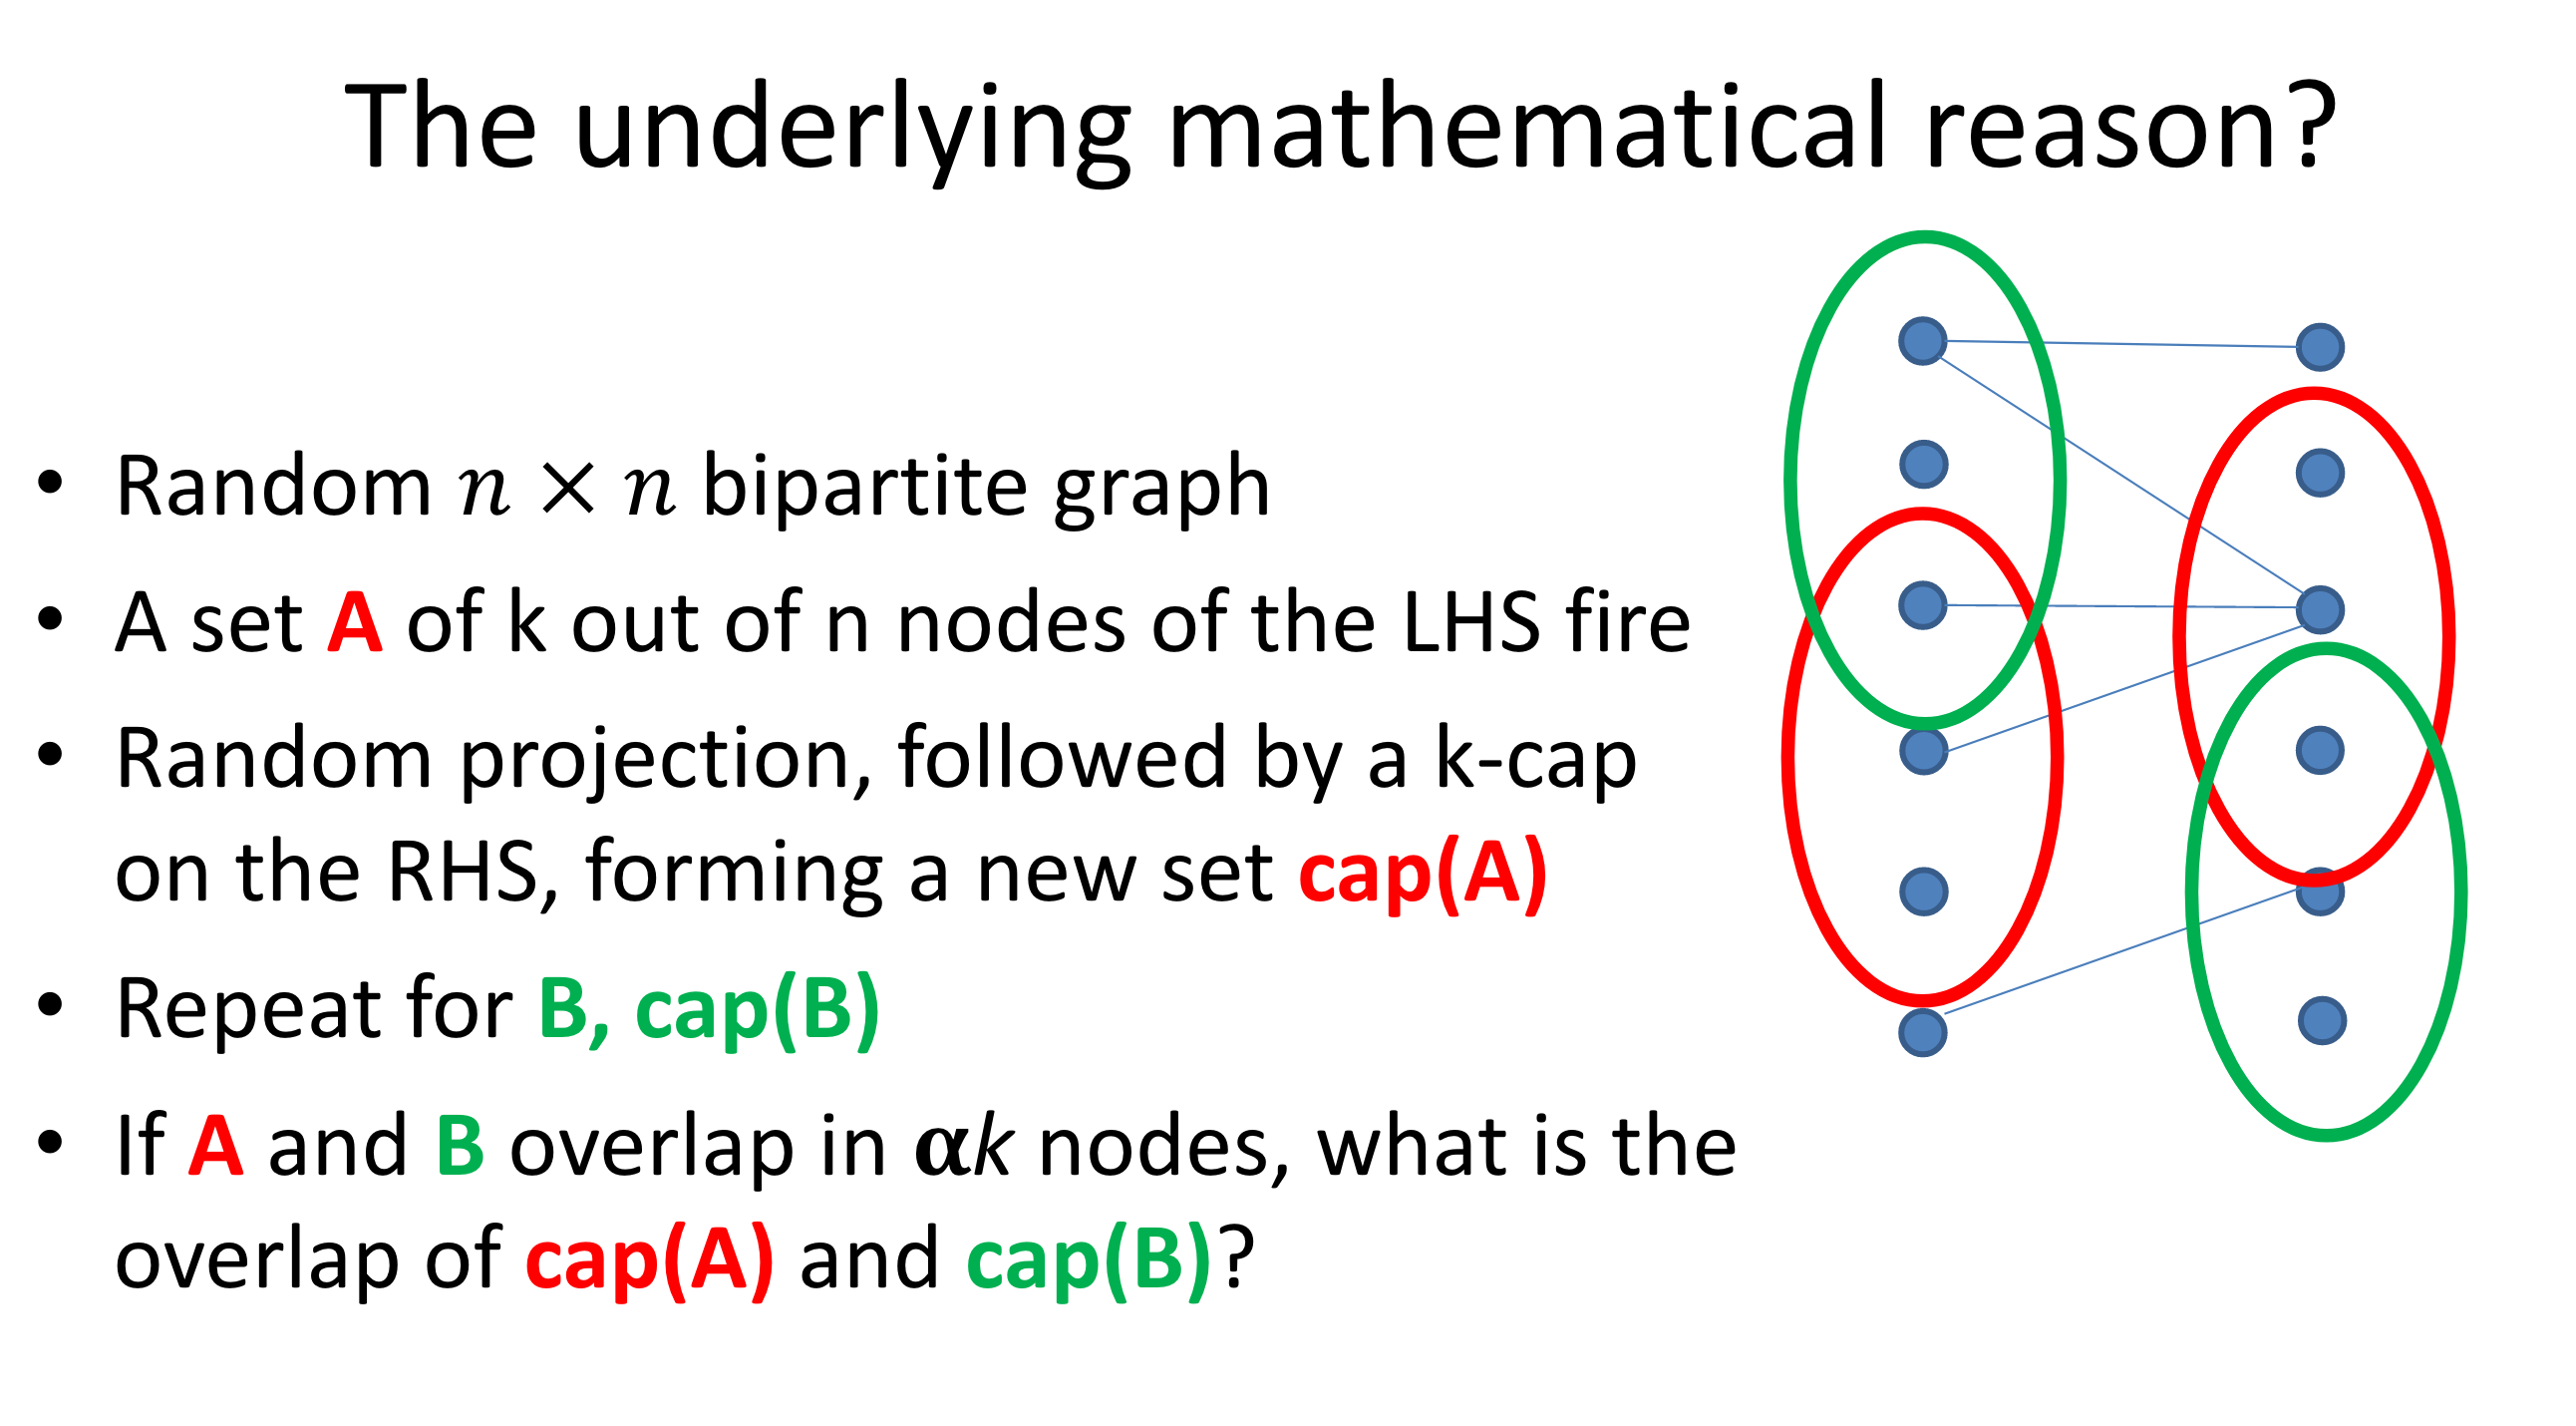 The underlying mathematical reason?
• Random 𝑛 × 𝑛 bipartite graph
• A set A of k out of n nodes of the LHS fire
• Random projection, followed by a k-cap
on the RHS, forming a new set cap(A)
• Repeat for B, cap(B)
• If A and B overlap in αk nodes, what is the
overlap of cap(A) and cap(B)?